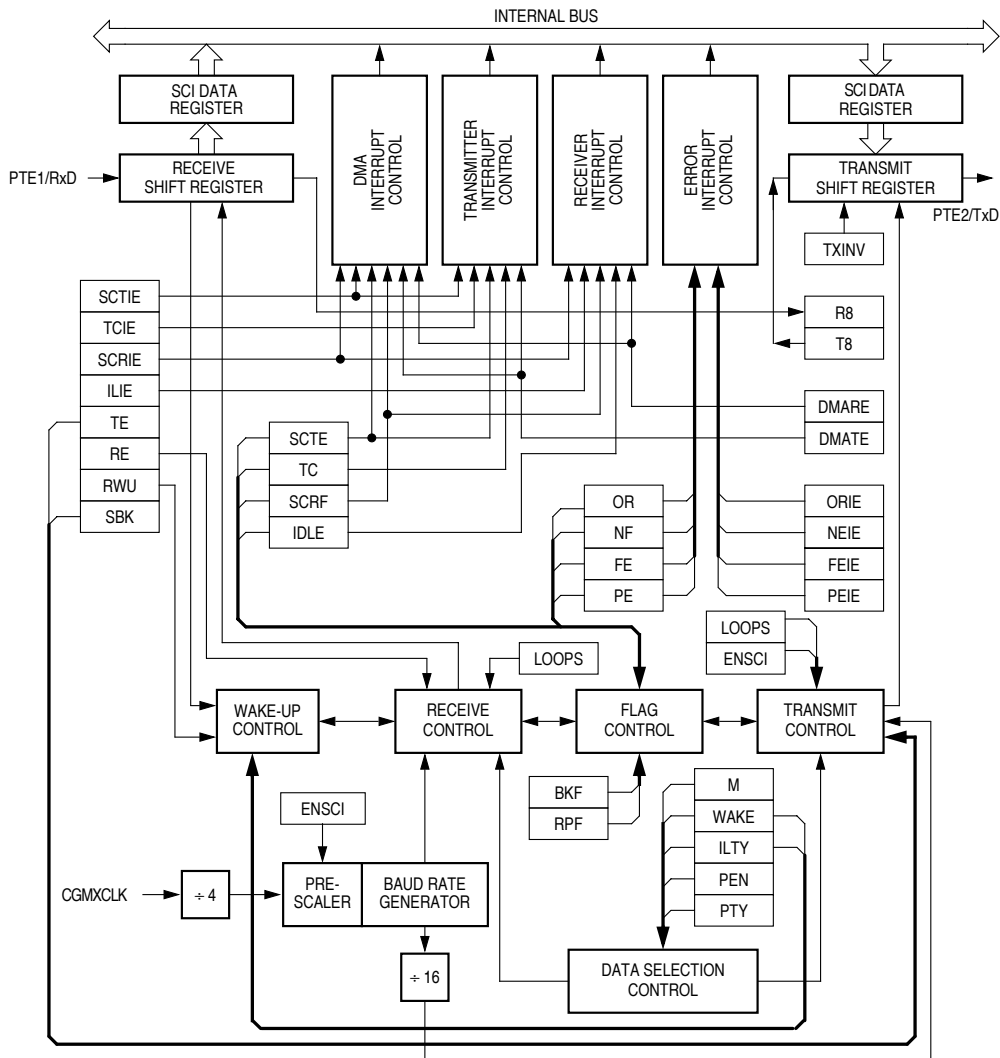 INTERNAL BUS
SCI DATA
REGISTER
DMA
INTERRUPT
CONTROL
TRANSMITTER
INTERRUPT
CONTROL
RECEIVER
INTERRUPT
CONTROL
ERROR
INTERRUPT
CONTROL
SCI DATA
REGISTER
PTE1/RxD
RECEIVE
SHIFT REGISTER
TRANSMIT
SHIFT REGISTER
PTE2/TxD
TXINV
SCTIE
TCIE
SCRIE
ILIE
TE
RE
RWU
SBK
R8
T8
DMARE
DMATE
SCTE
TC
SCRF
IDLE
OR
NF
FE
PE
ORIE
NEIE
FEIE
PEIE
LOOPS
ENSCI
LOOPS
WAKE-UP
CONTROL
RECEIVE
CONTROL
FLAG
CONTROL
TRANSMIT
CONTROL
BKF
RPF
M
WAKE
ILTY
PEN
PTY
ENSCI
CGMXCLK
÷ 4
PRE-
SCALER
BAUD RATE
GENERATOR
÷ 16
DATA SELECTION
CONTROL